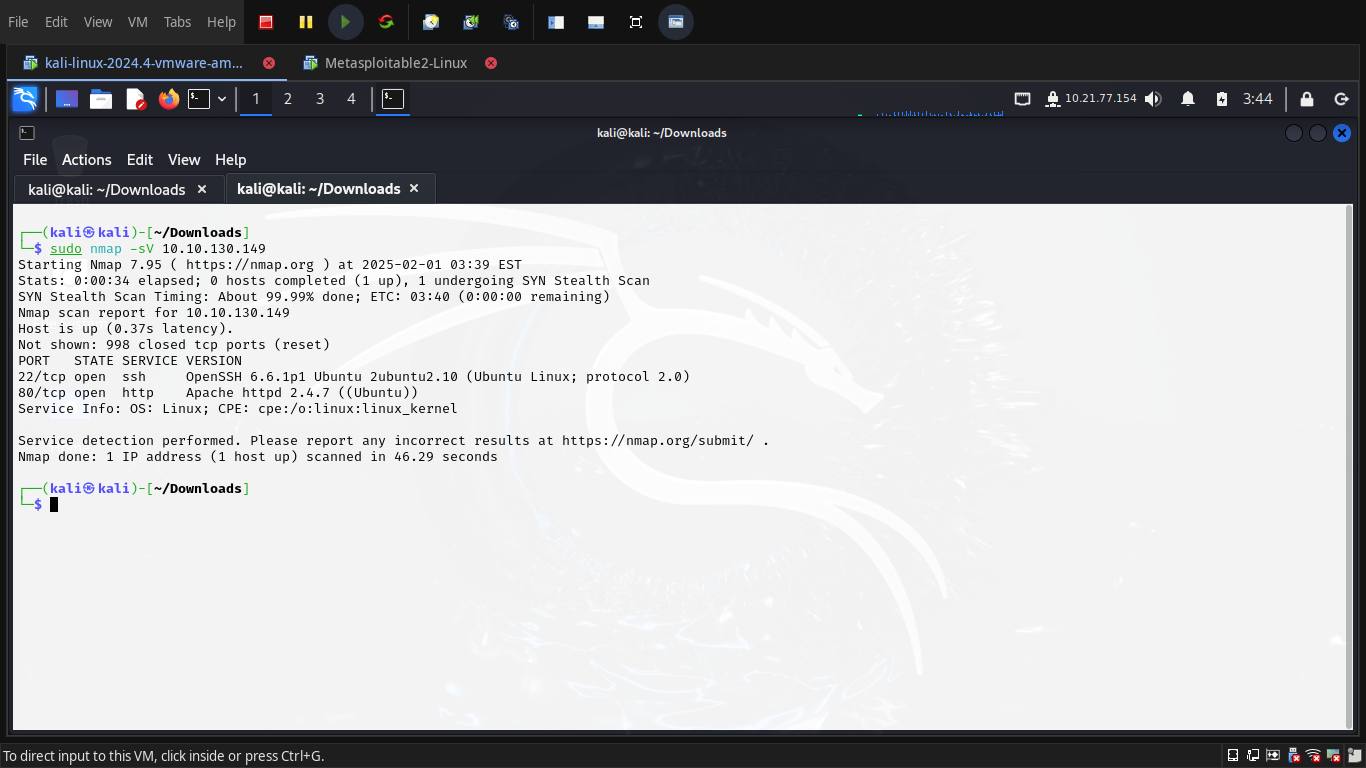 File Edit View VM Tabs Help
kali-linux-2024.4-vmware-am... Metasploitable2-Linux
1 2 3 4 10.21.77.154 3:44
kali@kali: ~/Downloads
File Actions Edit View Help
kali@kali: ~/Downloads kali@kali: ~/Downloads
┌──(kali㉿kali)-[~/Downloads]
└─$ sudo nmap -sV 10.10.130.149
Starting Nmap 7.95 ( https://nmap.org ) at 2025-02-01 03:39 EST
Stats: 0:00:34 elapsed; 0 hosts completed (1 up), 1 undergoing SYN Stealth Scan
SYN Stealth Scan Timing: About 99.99% done; ETC: 03:40 (0:00:00 remaining)
Nmap scan report for 10.10.130.149
Host is up (0.37s latency).
Not shown: 998 closed tcp ports (reset)
PORT   STATE SERVICE VERSION
22/tcp open  ssh     OpenSSH 6.6.1p1 Ubuntu 2ubuntu2.10 (Ubuntu Linux; protocol 2.0)
80/tcp open  http    Apache httpd 2.4.7 ((Ubuntu))
Service Info: OS: Linux; CPE: cpe:/o:linux:linux_kernel
Service detection performed. Please report any incorrect results at https://nmap.org/submit/ .
Nmap done: 1 IP address (1 host up) scanned in 46.29 seconds
┌──(kali㉿kali)-[~/Downloads]
└─$
To direct input to this VM, click inside or press Ctrl+G.